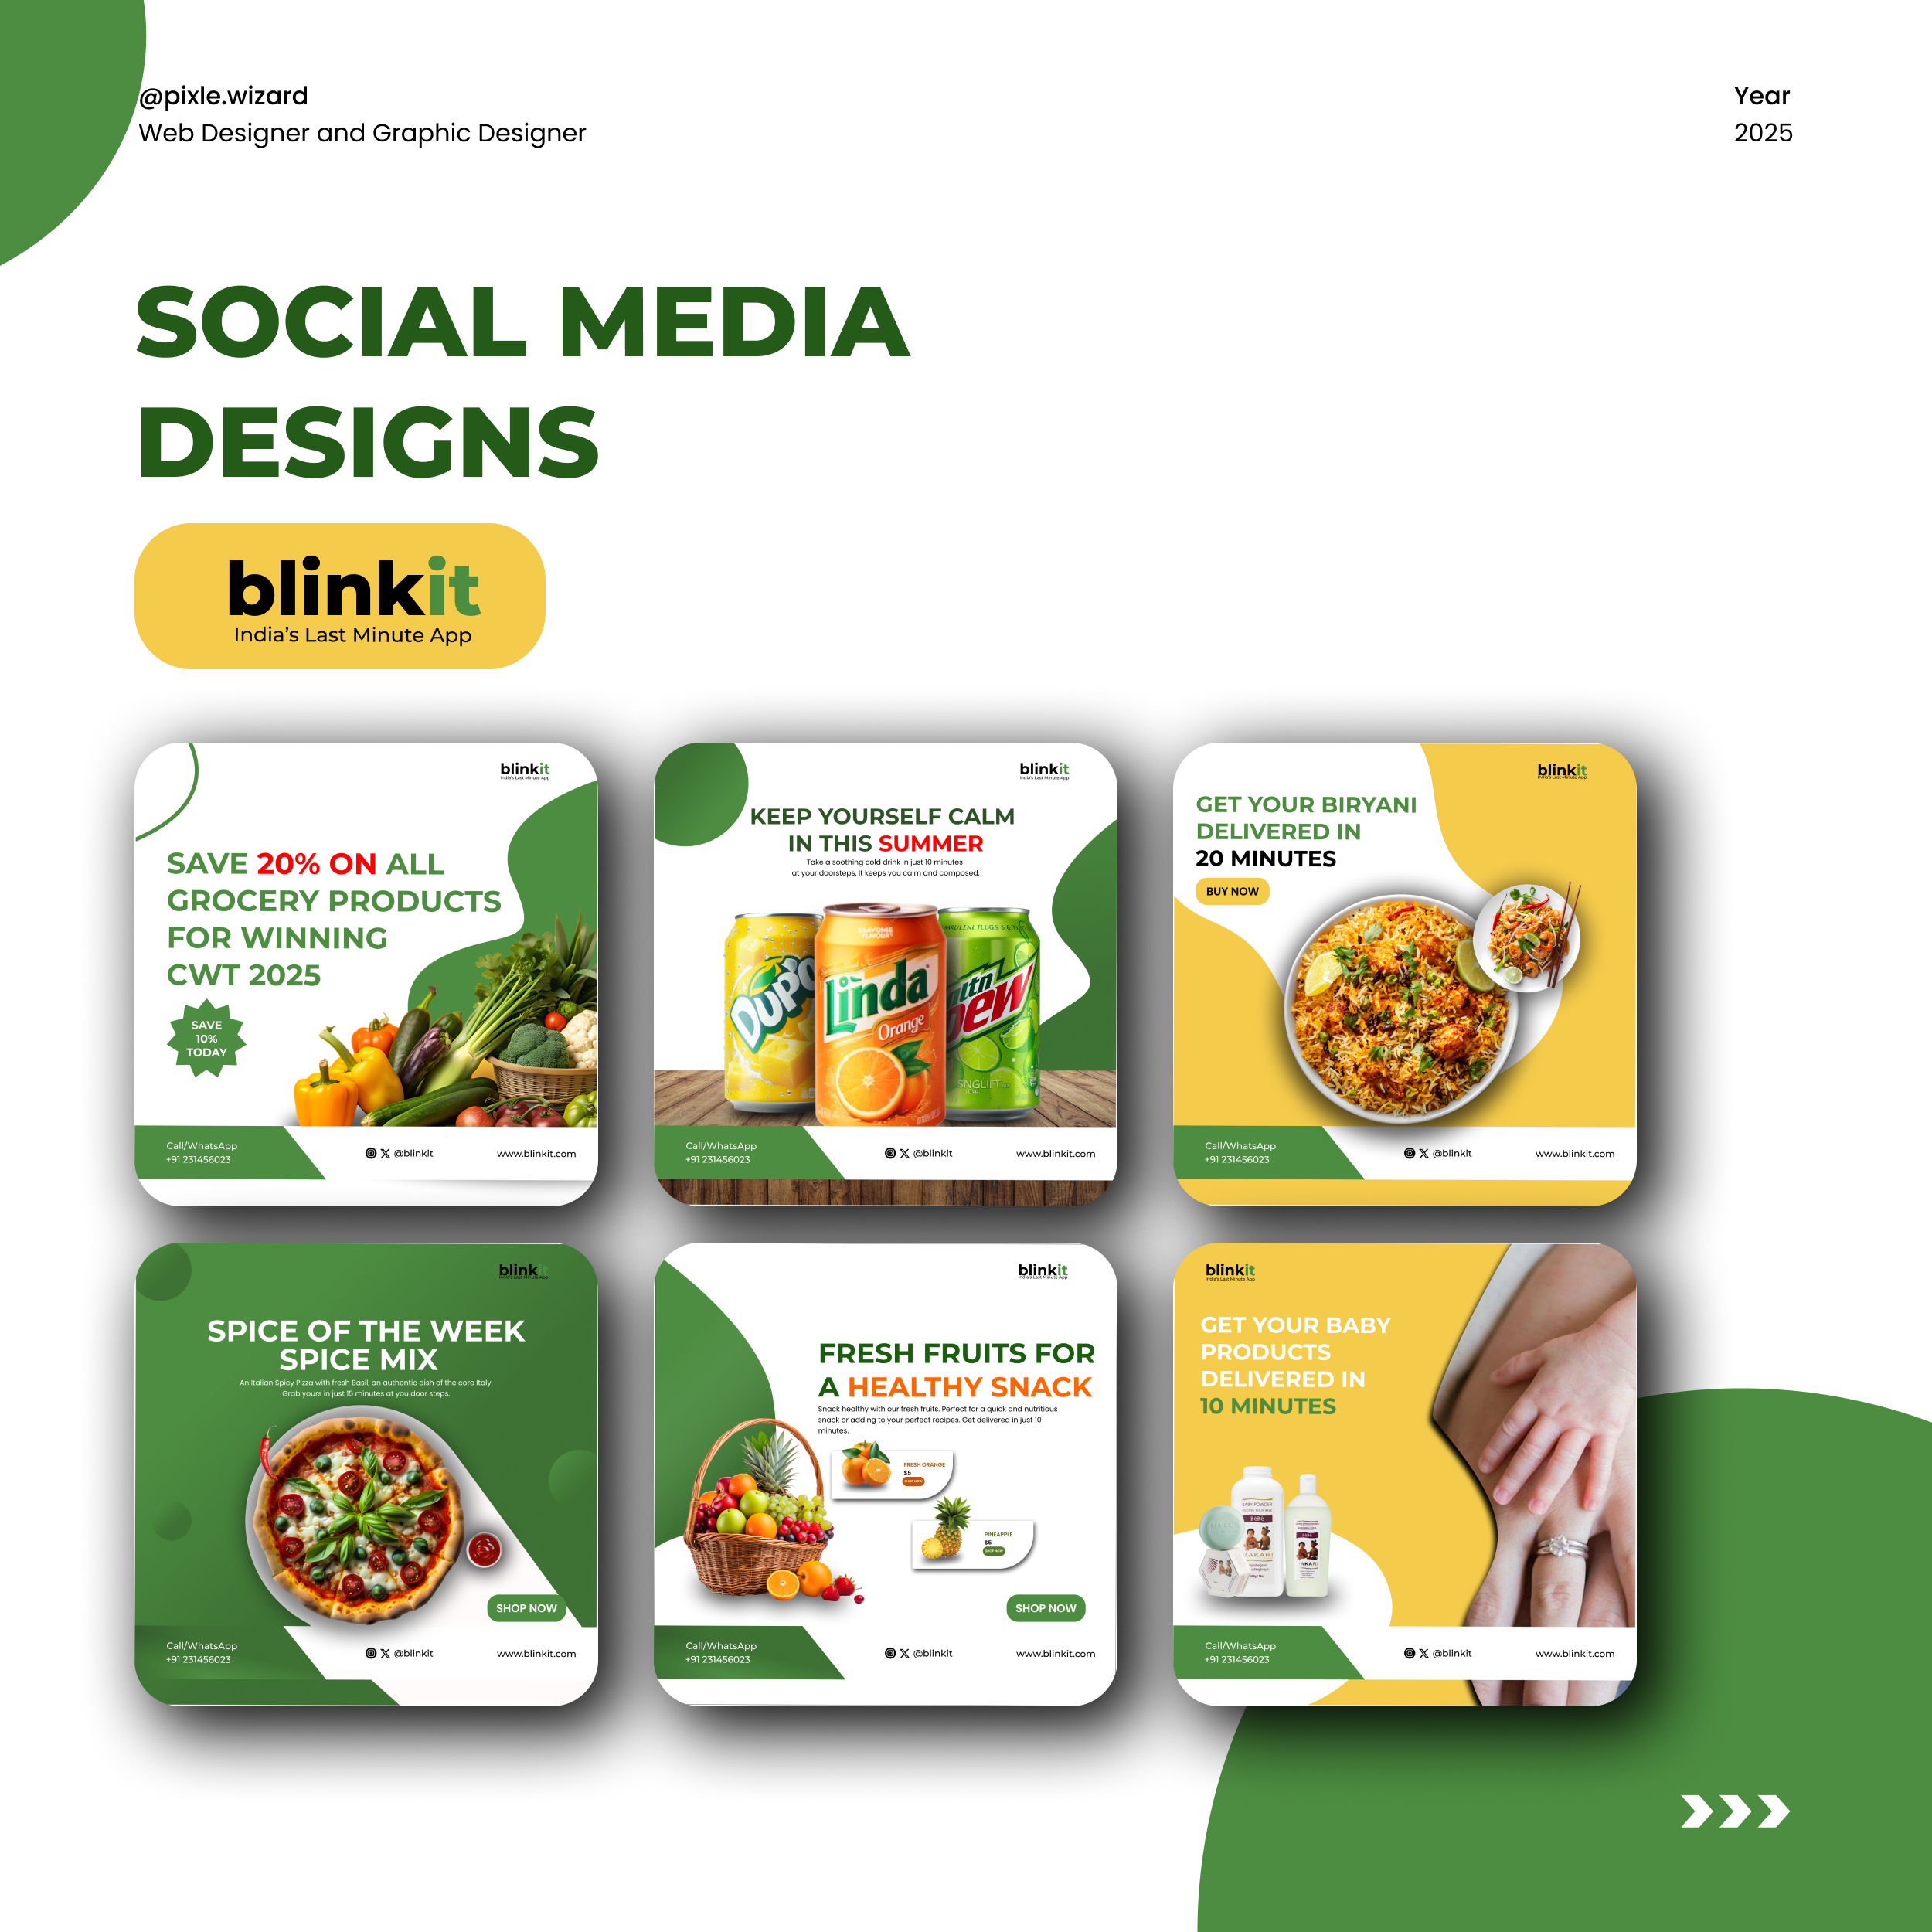 @pixle.wizard
Web Designer and Graphic Designer
Year
2025
SOCIAL MEDIA
DESIGNS
blinkit
India's Last Minute App
blinkit
India's Last Minute App
SAVE 20% ON ALL
GROCERY PRODUCTS
FOR WINNING
CWT 2025
SAVE
10%
TODAY
Call/WhatsApp
+91 231456023
@blinkit
www.blinkit.com
blinkit
India's Last Minute App
KEEP YOURSELF CALM
IN THIS SUMMER
Take a soothing cold drink in just 10 minutes
at your doorsteps. It keeps you calm and composed.
Dupo
Linda
Orange
mtn
Dew
Call/WhatsApp
+91 231456023
@blinkit
www.blinkit.com
blinkit
India's Last Minute App
GET YOUR BIRYANI
DELIVERED IN
20 MINUTES
BUY NOW
Call/WhatsApp
+91 231456023
@blinkit
www.blinkit.com
blinkit
India's Last Minute App
SPICE OF THE WEEK
SPICE MIX
An Italian Spicy Pizza with fresh Basil, an authentic dish of the core Italy.
Grab yours in just 15 minutes at you door steps.
SHOP NOW
Call/WhatsApp
+91 231456023
@blinkit
www.blinkit.com
blinkit
India's Last Minute App
FRESH FRUITS FOR
A HEALTHY SNACK
Snack healthy with our fresh fruits. Perfect for a quick and nutritious
snack or adding to your perfect recipes. Get delivered in just 10
minutes.
FRESH ORANGE
$5
SHOP NOW
PINEAPPLE
$5
SHOP NOW
SHOP NOW
Call/WhatsApp
+91 231456023
@blinkit
www.blinkit.com
blinkit
India's Last Minute App
GET YOUR BABY
PRODUCTS
DELIVERED IN
10 MINUTES
BABY POWDER
BéBé
MAKARI
Call/WhatsApp
+91 231456023
@blinkit
www.blinkit.com